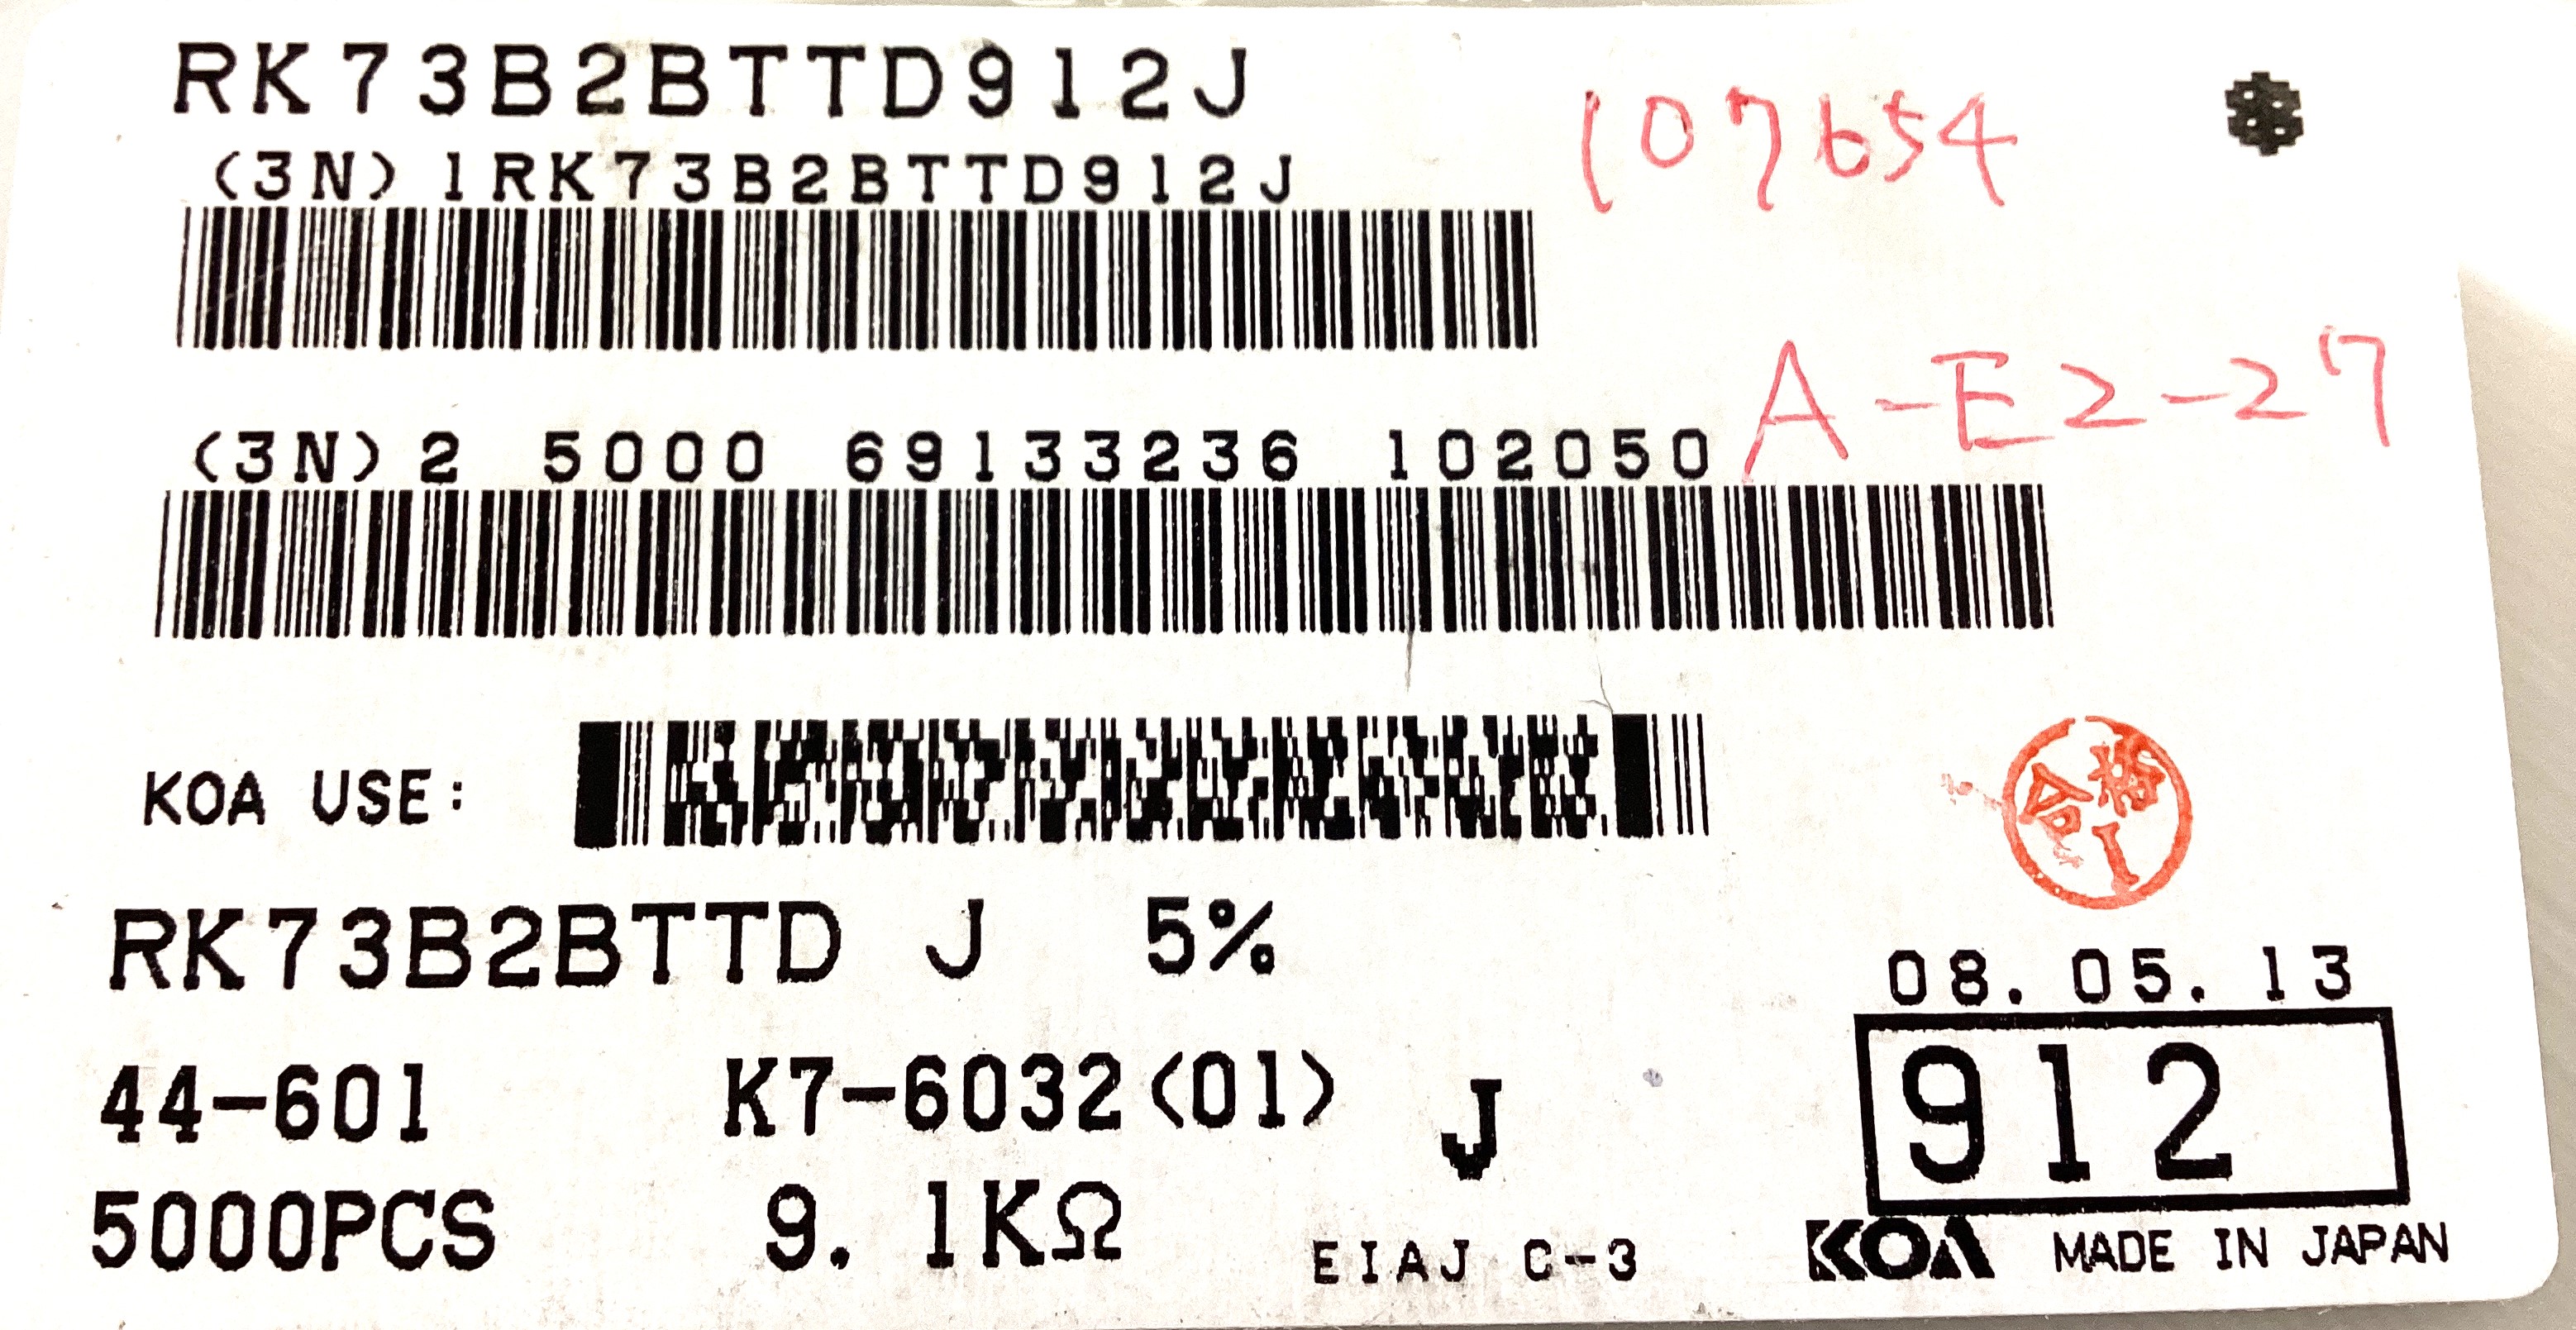 RK73B2BTTD912J
107654
(3N)1RK73B2BTTD912J
A-E2-27
(3N)2 5000 69133236 102050
KOA USE:
合格
I
RK73B2BTTD J 5%
08.05.13
44-601 K7-6032(01) J
912
5000PCS 9.1KΩ EIAJ C-3
KOA MADE IN JAPAN